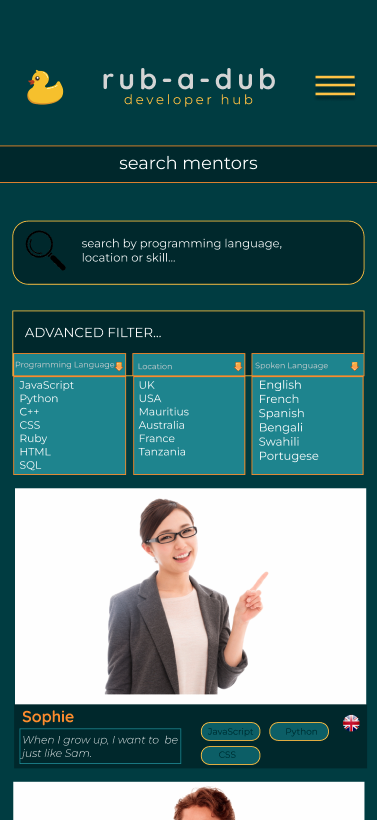 rub-a-dub
developer hub
search mentors
search by programming language,
location or skill...
ADVANCED FILTER...
Programming Language
JavaScript
Python
C++
CSS
Ruby
HTML
SQL
Location
UK
USA
Mauritius
Australia
France
Tanzania
Spoken Language
English
French
Spanish
Bengali
Swahili
Portugese
Sophie
When I grow up, I want to be
just like Sam.
JavaScript
Python
CSS